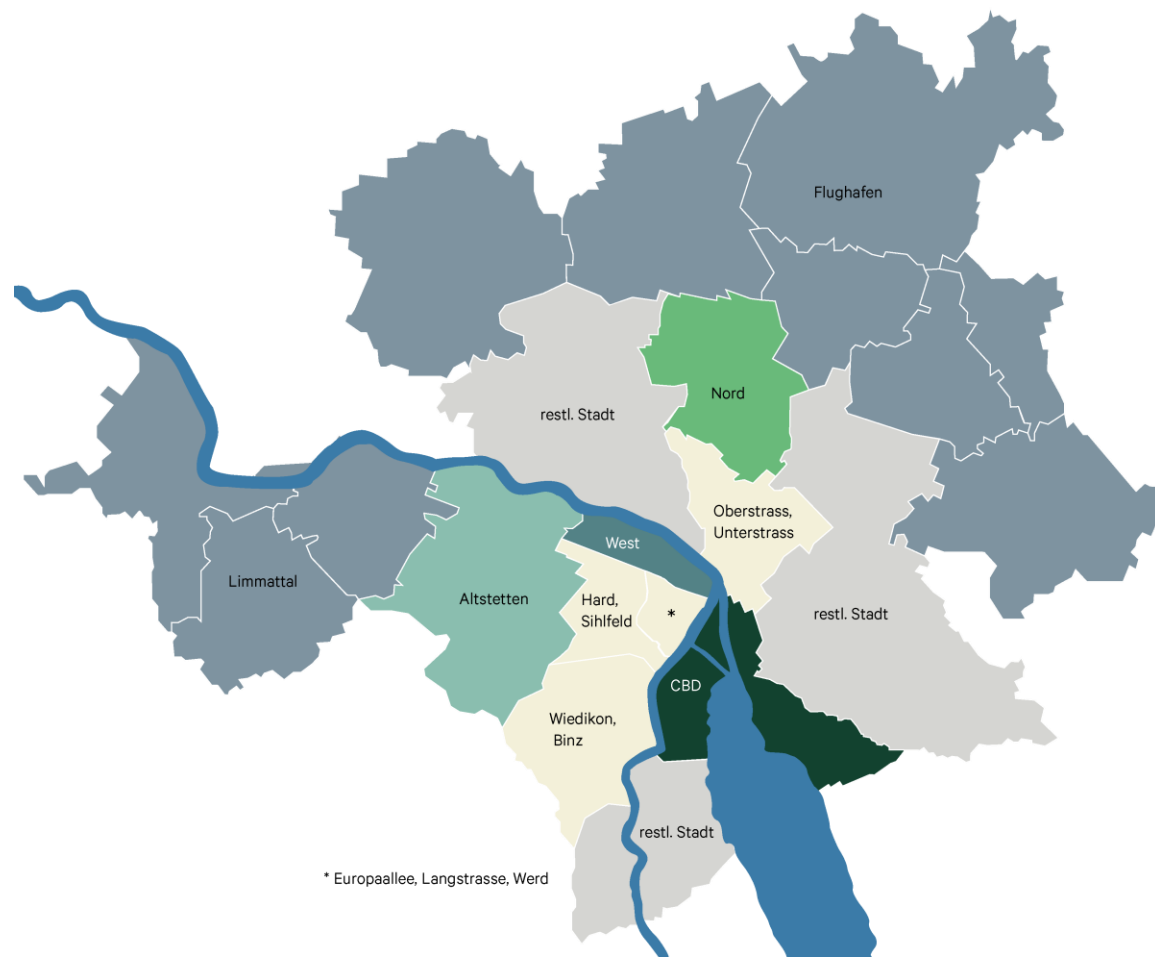 Flughafen
Nord
restl. Stadt
Oberstrass,
Unterstrass
West
Limmattal
Altstetten
Hard,
Sihlfeld
*
restl. Stadt
CBD
Wiedikon,
Binz
restl. Stadt
* Europaallee, Langstrasse, Werd